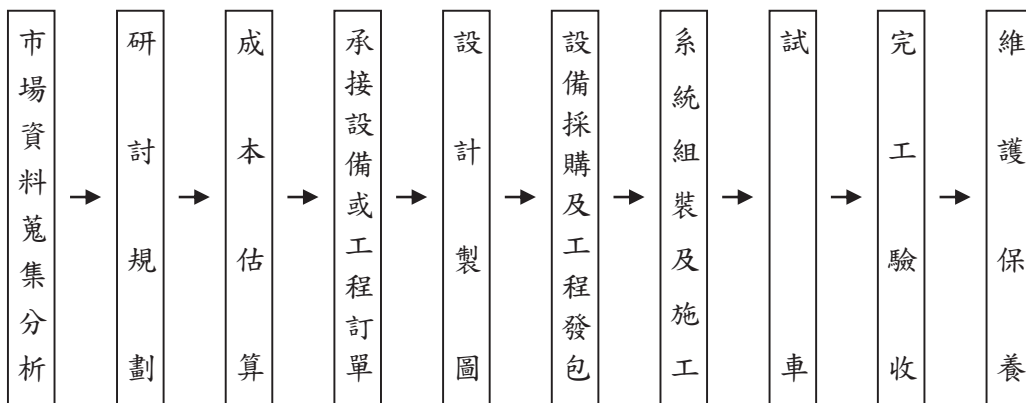 市場資料蒐集分析
研討規劃
成本估算
承接設備或工程訂單
設計製圖
設備採購及工程發包
系統組裝及施工
試車
完工驗收
維護保養